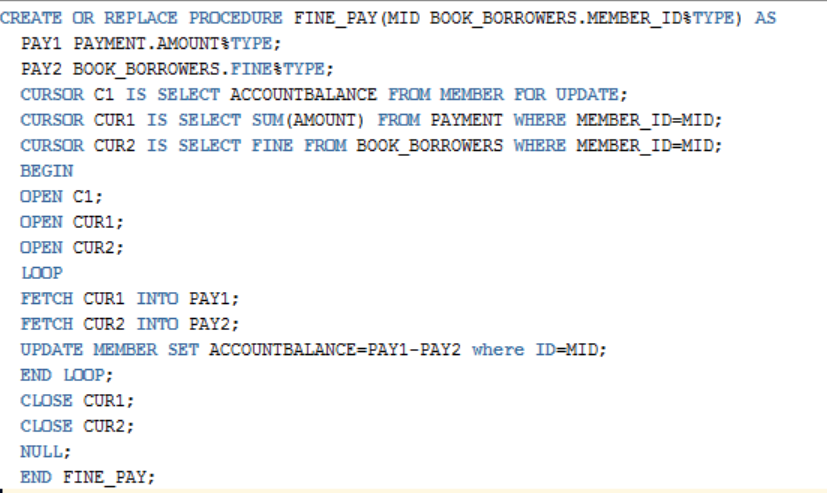 CREATE OR REPLACE PROCEDURE FINE_PAY(MID BOOK_BORROWERS.MEMBER_ID%TYPE) AS
PAY1 PAYMENT.AMOUNT%TYPE;
PAY2 BOOK_BORROWERS.FINE%TYPE;
CURSOR C1 IS SELECT ACCOUNTBALANCE FROM MEMBER FOR UPDATE;
CURSOR CUR1 IS SELECT SUM(AMOUNT) FROM PAYMENT WHERE MEMBER_ID=MID;
CURSOR CUR2 IS SELECT FINE FROM BOOK_BORROWERS WHERE MEMBER_ID=MID;
BEGIN
OPEN C1;
OPEN CUR1;
OPEN CUR2;
LOOP
FETCH CUR1 INTO PAY1;
FETCH CUR2 INTO PAY2;
UPDATE MEMBER SET ACCOUNTBALANCE=PAY1-PAY2 where ID=MID;
END LOOP;
CLOSE CUR1;
CLOSE CUR2;
NULL;
END FINE_PAY;